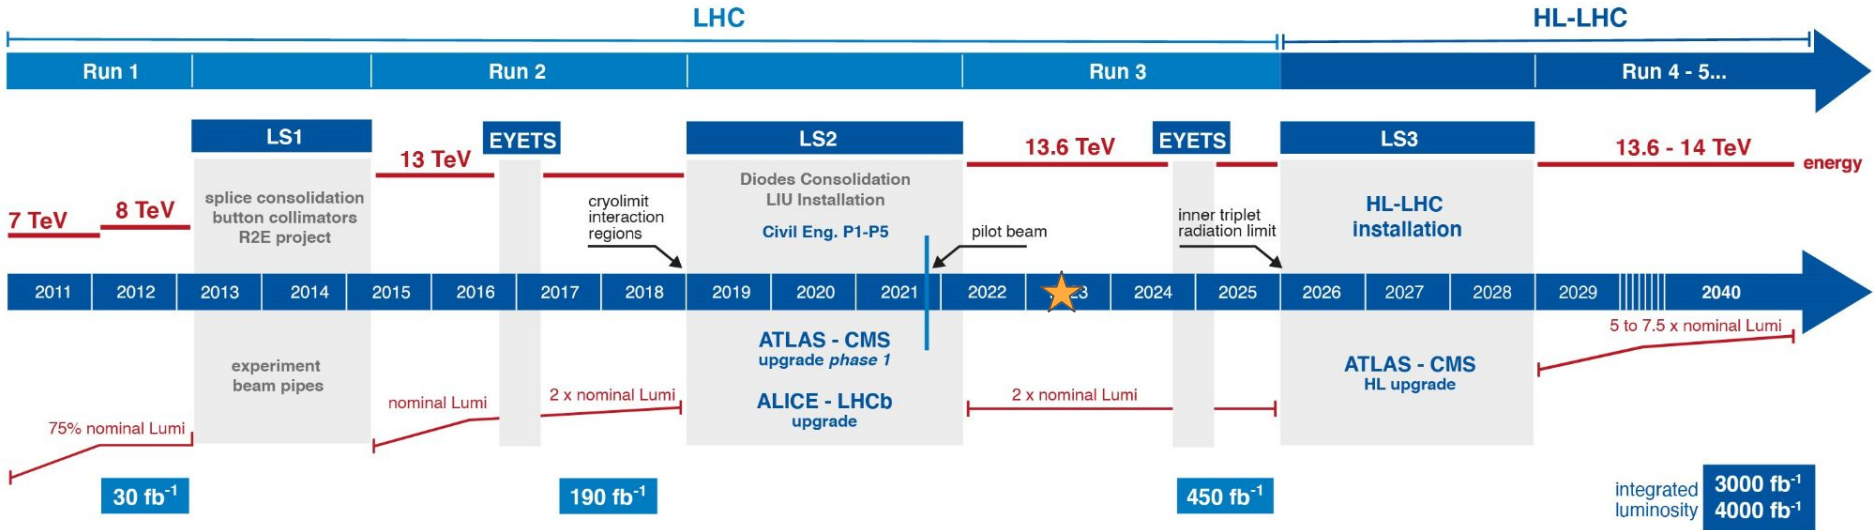 LHC
HL-LHC
Run 1
Run 2
Run 3
Run 4 - 5...
LS1
EYETS
LS2
EYETS
LS3
7 TeV
8 TeV
13 TeV
13.6 TeV
13.6 - 14 TeV
energy
splice consolidation
button collimators
R2E project
cryolimit
interaction
regions
Diodes Consolidation
LIU Installation
Civil Eng. P1-P5
pilot beam
inner triplet
radiation limit
HL-LHC
installation
2011
2012
2013
2014
2015
2016
2017
2018
2019
2020
2021
2022
23
2024
2025
2026
2027
2028
2029
2040
experiment
beam pipes
ATLAS - CMS
upgrade phase 1
ALICE - LHCb
upgrade
ATLAS - CMS
HL upgrade
75% nominal Lumi
nominal Lumi
2 x nominal Lumi
2 x nominal Lumi
5 to 7.5 x nominal Lumi
30 fb-1
190 fb-1
450 fb-1
integrated
luminosity
3000 fb-1
4000 fb-1